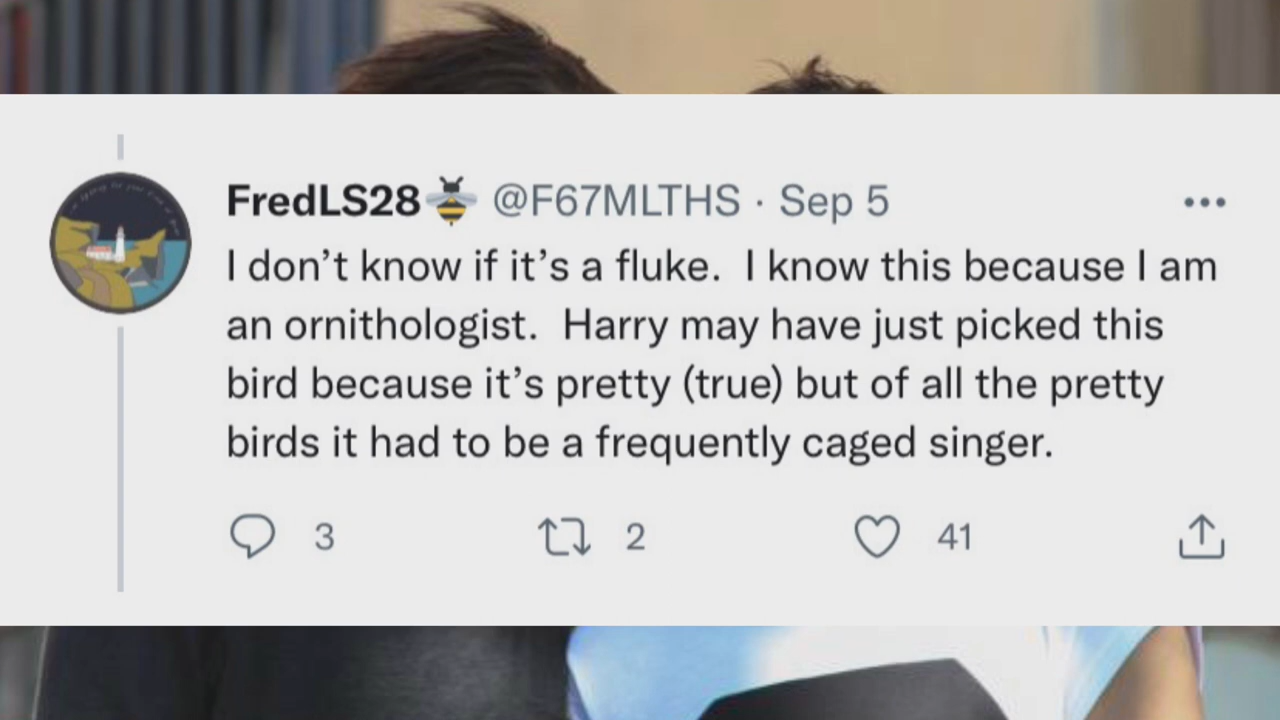 FredLS28🐝 @F67MLTHS · Sep 5
I don’t know if it’s a fluke.  I know this because I am
an ornithologist.  Harry may have just picked this
bird because it’s pretty (true) but of all the pretty
birds it had to be a frequently caged singer.
3 2 41